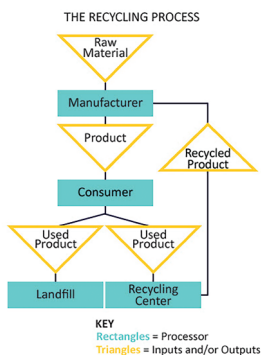 THE RECYCLING PROCESS
Raw
Material
Manufacturer
Product
Recycled
Product
Consumer
Used
Product
Used
Product
Landfill
Recycling
Center
KEY
Rectangles = Processor
Triangles = Inputs and/or Outputs